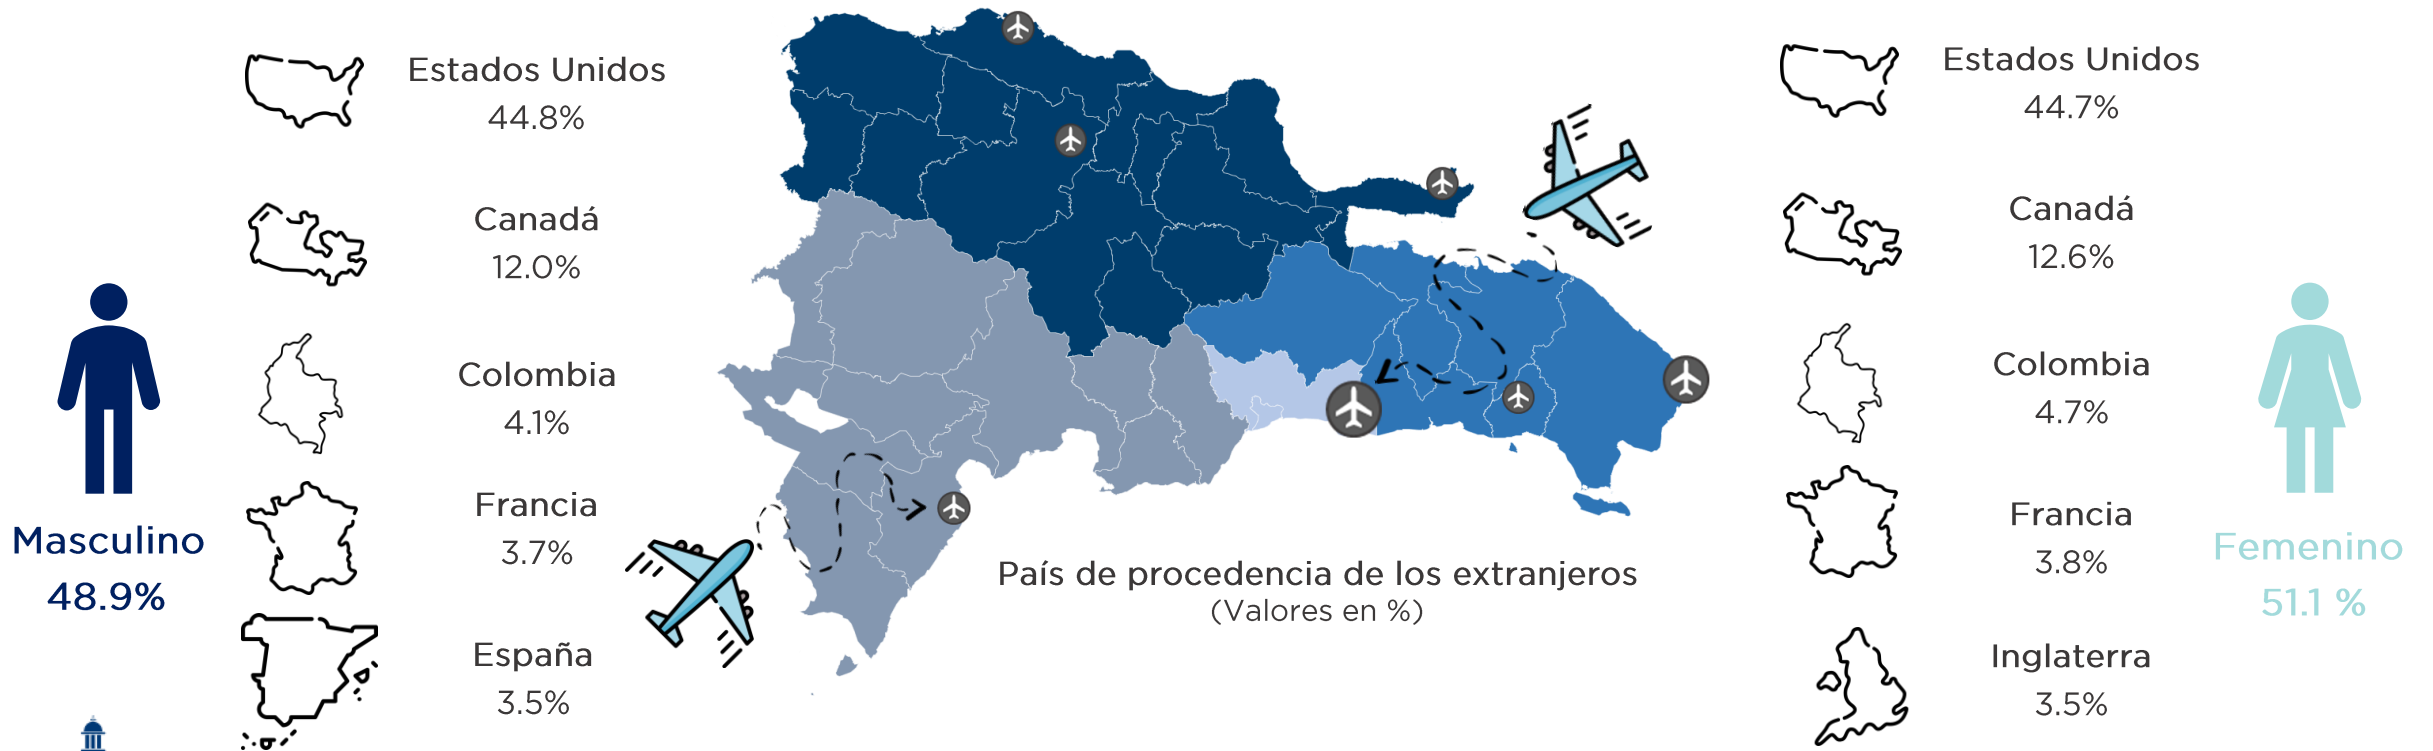 Estados Unidos
44.8%
Canadá
12.0%
Colombia
4.1%
Francia
3.7%
España
3.5%
Masculino
48.9%
País de procedencia de los extranjeros
(Valores en %)
Estados Unidos
44.7%
Canadá
12.6%
Colombia
4.7%
Francia
3.8%
Inglaterra
3.5%
Femenino
51.1 %